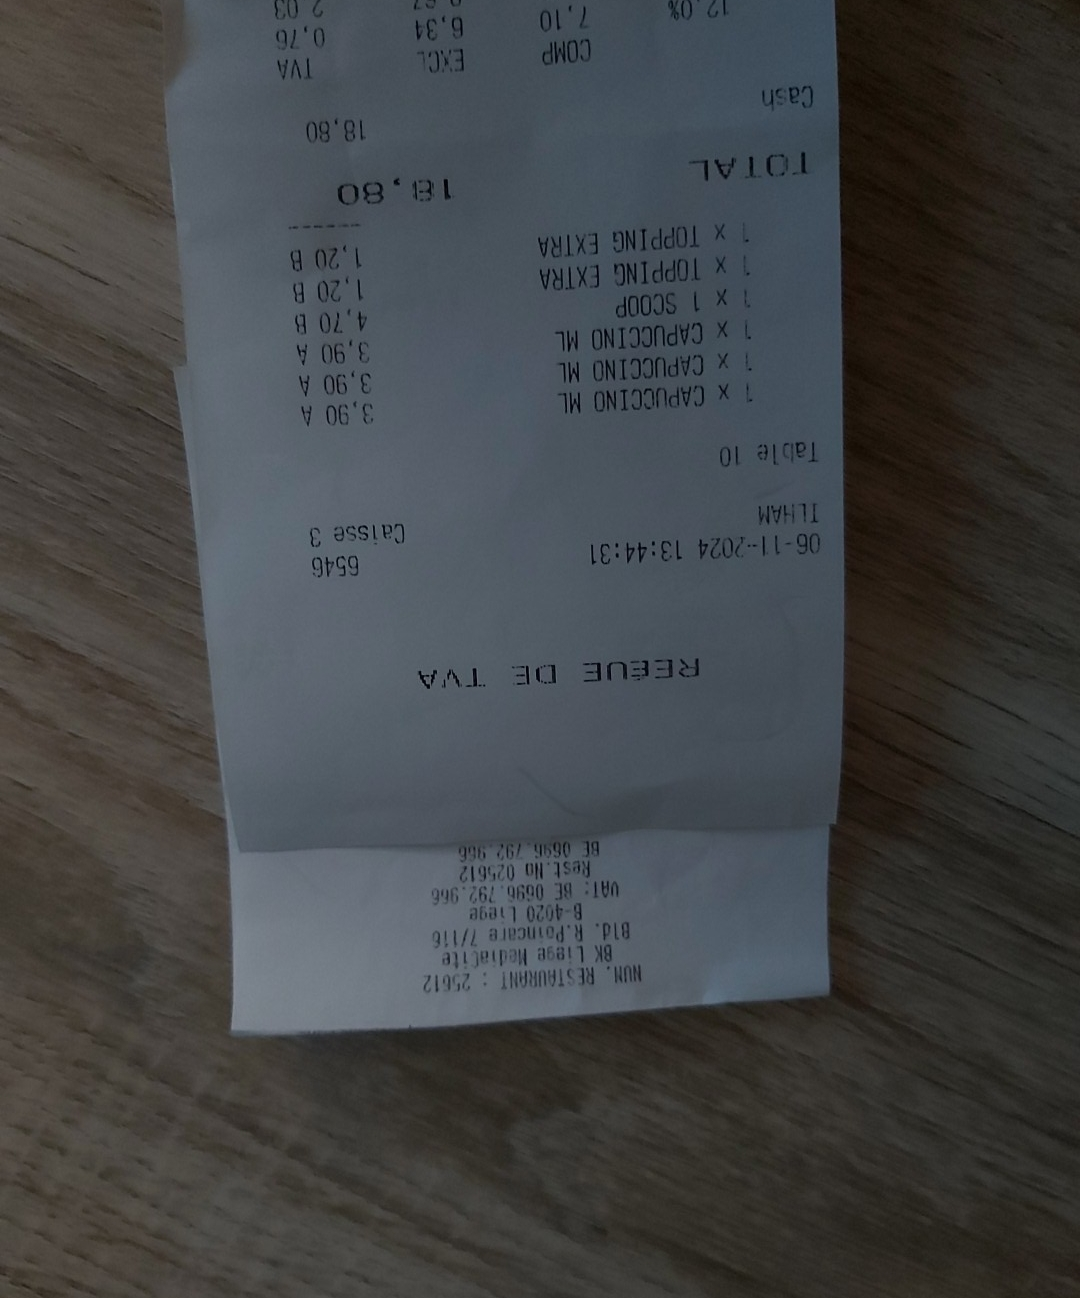 NUM. RESTAURANT : 25612
BK Liege MediaCite
Bld. R.Poincare 7/116
B-4020 Liege
VAT: BE 0696.792.966
Rest.No 025612
BE 0696.792.966
REÉUE DE TVA
06-11-2024 13:44:31 6546
ILHAM Caisse 3
Table 10
1 x CAPUCCINO ML 3,90 A
1 x CAPUCCINO ML 3,90 A
1 x CAPUCCINO ML 3,90 A
1 x 1 SCOOP 4,70 B
1 x TOPPING EXTRA 1,20 B
1 x TOPPING EXTRA 1,20 B
------
TOTAL 18,80
Cash 18,80
COMP EXCL TVA
12,0% 7,10 6,34 0,76
2,03